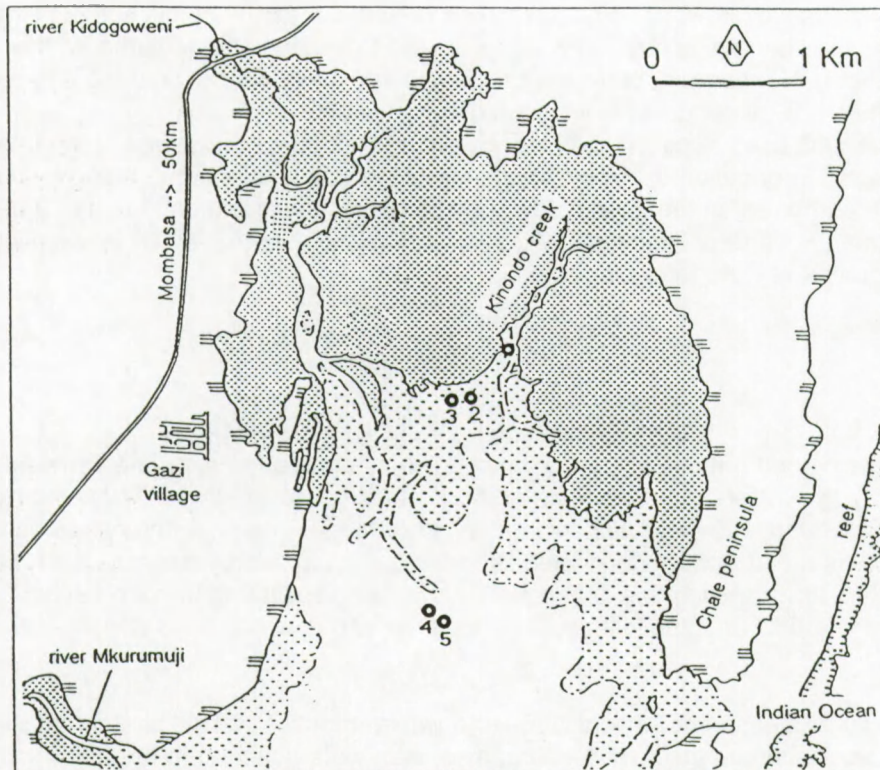 river Kidogoweni
0 N 1 Km
Mombasa --> 50km
Kinondo creek
1
3 2
Gazi
village
Chale peninsula
reef
4 5
river Mkurumuji
Indian Ocean